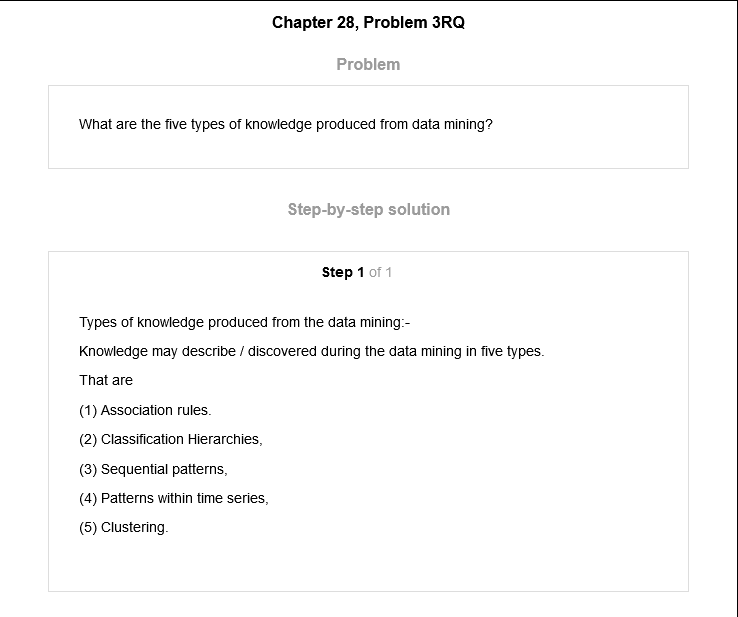 Chapter 28, Problem 3RQ
Problem
What are the five types of knowledge produced from data mining?
Step-by-step solution
Step 1 of 1
Types of knowledge produced from the data mining:-
Knowledge may describe / discovered during the data mining in five types.
That are
(1) Association rules.
(2) Classification Hierarchies,
(3) Sequential patterns,
(4) Patterns within time series,
(5) Clustering.